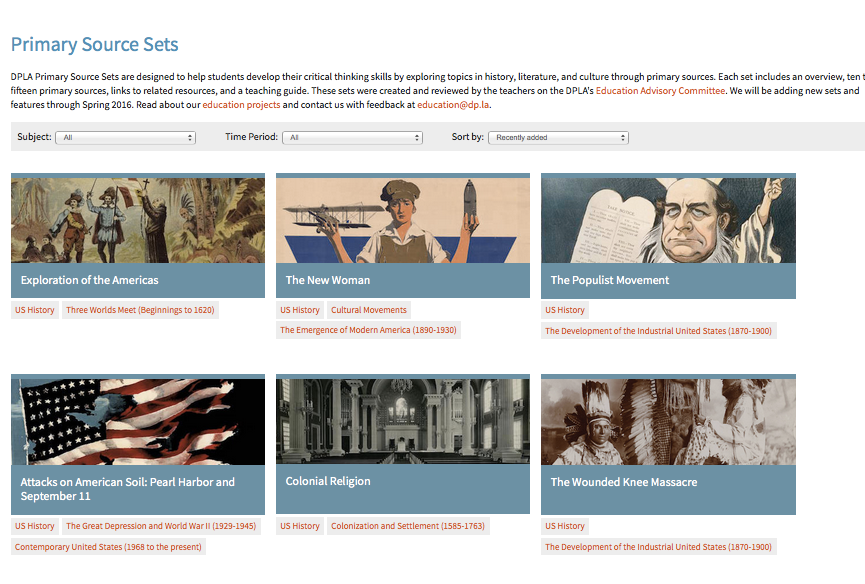 Primary Source Sets
DPLA Primary Source Sets are designed to help students develop their critical thinking skills by exploring topics in history, literature, and culture through primary sources. Each set includes an overview, ten t
fifteen primary sources, links to related resources, and a teaching guide. These sets were created and reviewed by the teachers on the DPLA's Education Advisory Committee. We will be adding new sets and
features through Spring 2016. Read about our education projects and contact us with feedback at education@dp.la.
Subject: All Time Period: All Sort by: Recently added
Exploration of the Americas
US History Three Worlds Meet (Beginnings to 1620)
The New Woman
US History Cultural Movements
The Emergence of Modern America (1890-1930)
The Populist Movement
US History
The Development of the Industrial United States (1870-1900)
Attacks on American Soil: Pearl Harbor and
September 11
US History The Great Depression and World War II (1929-1945)
Contemporary United States (1968 to the present)
Colonial Religion
US History Colonization and Settlement (1585-1763)
The Wounded Knee Massacre
US History
The Development of the Industrial United States (1870-1900)